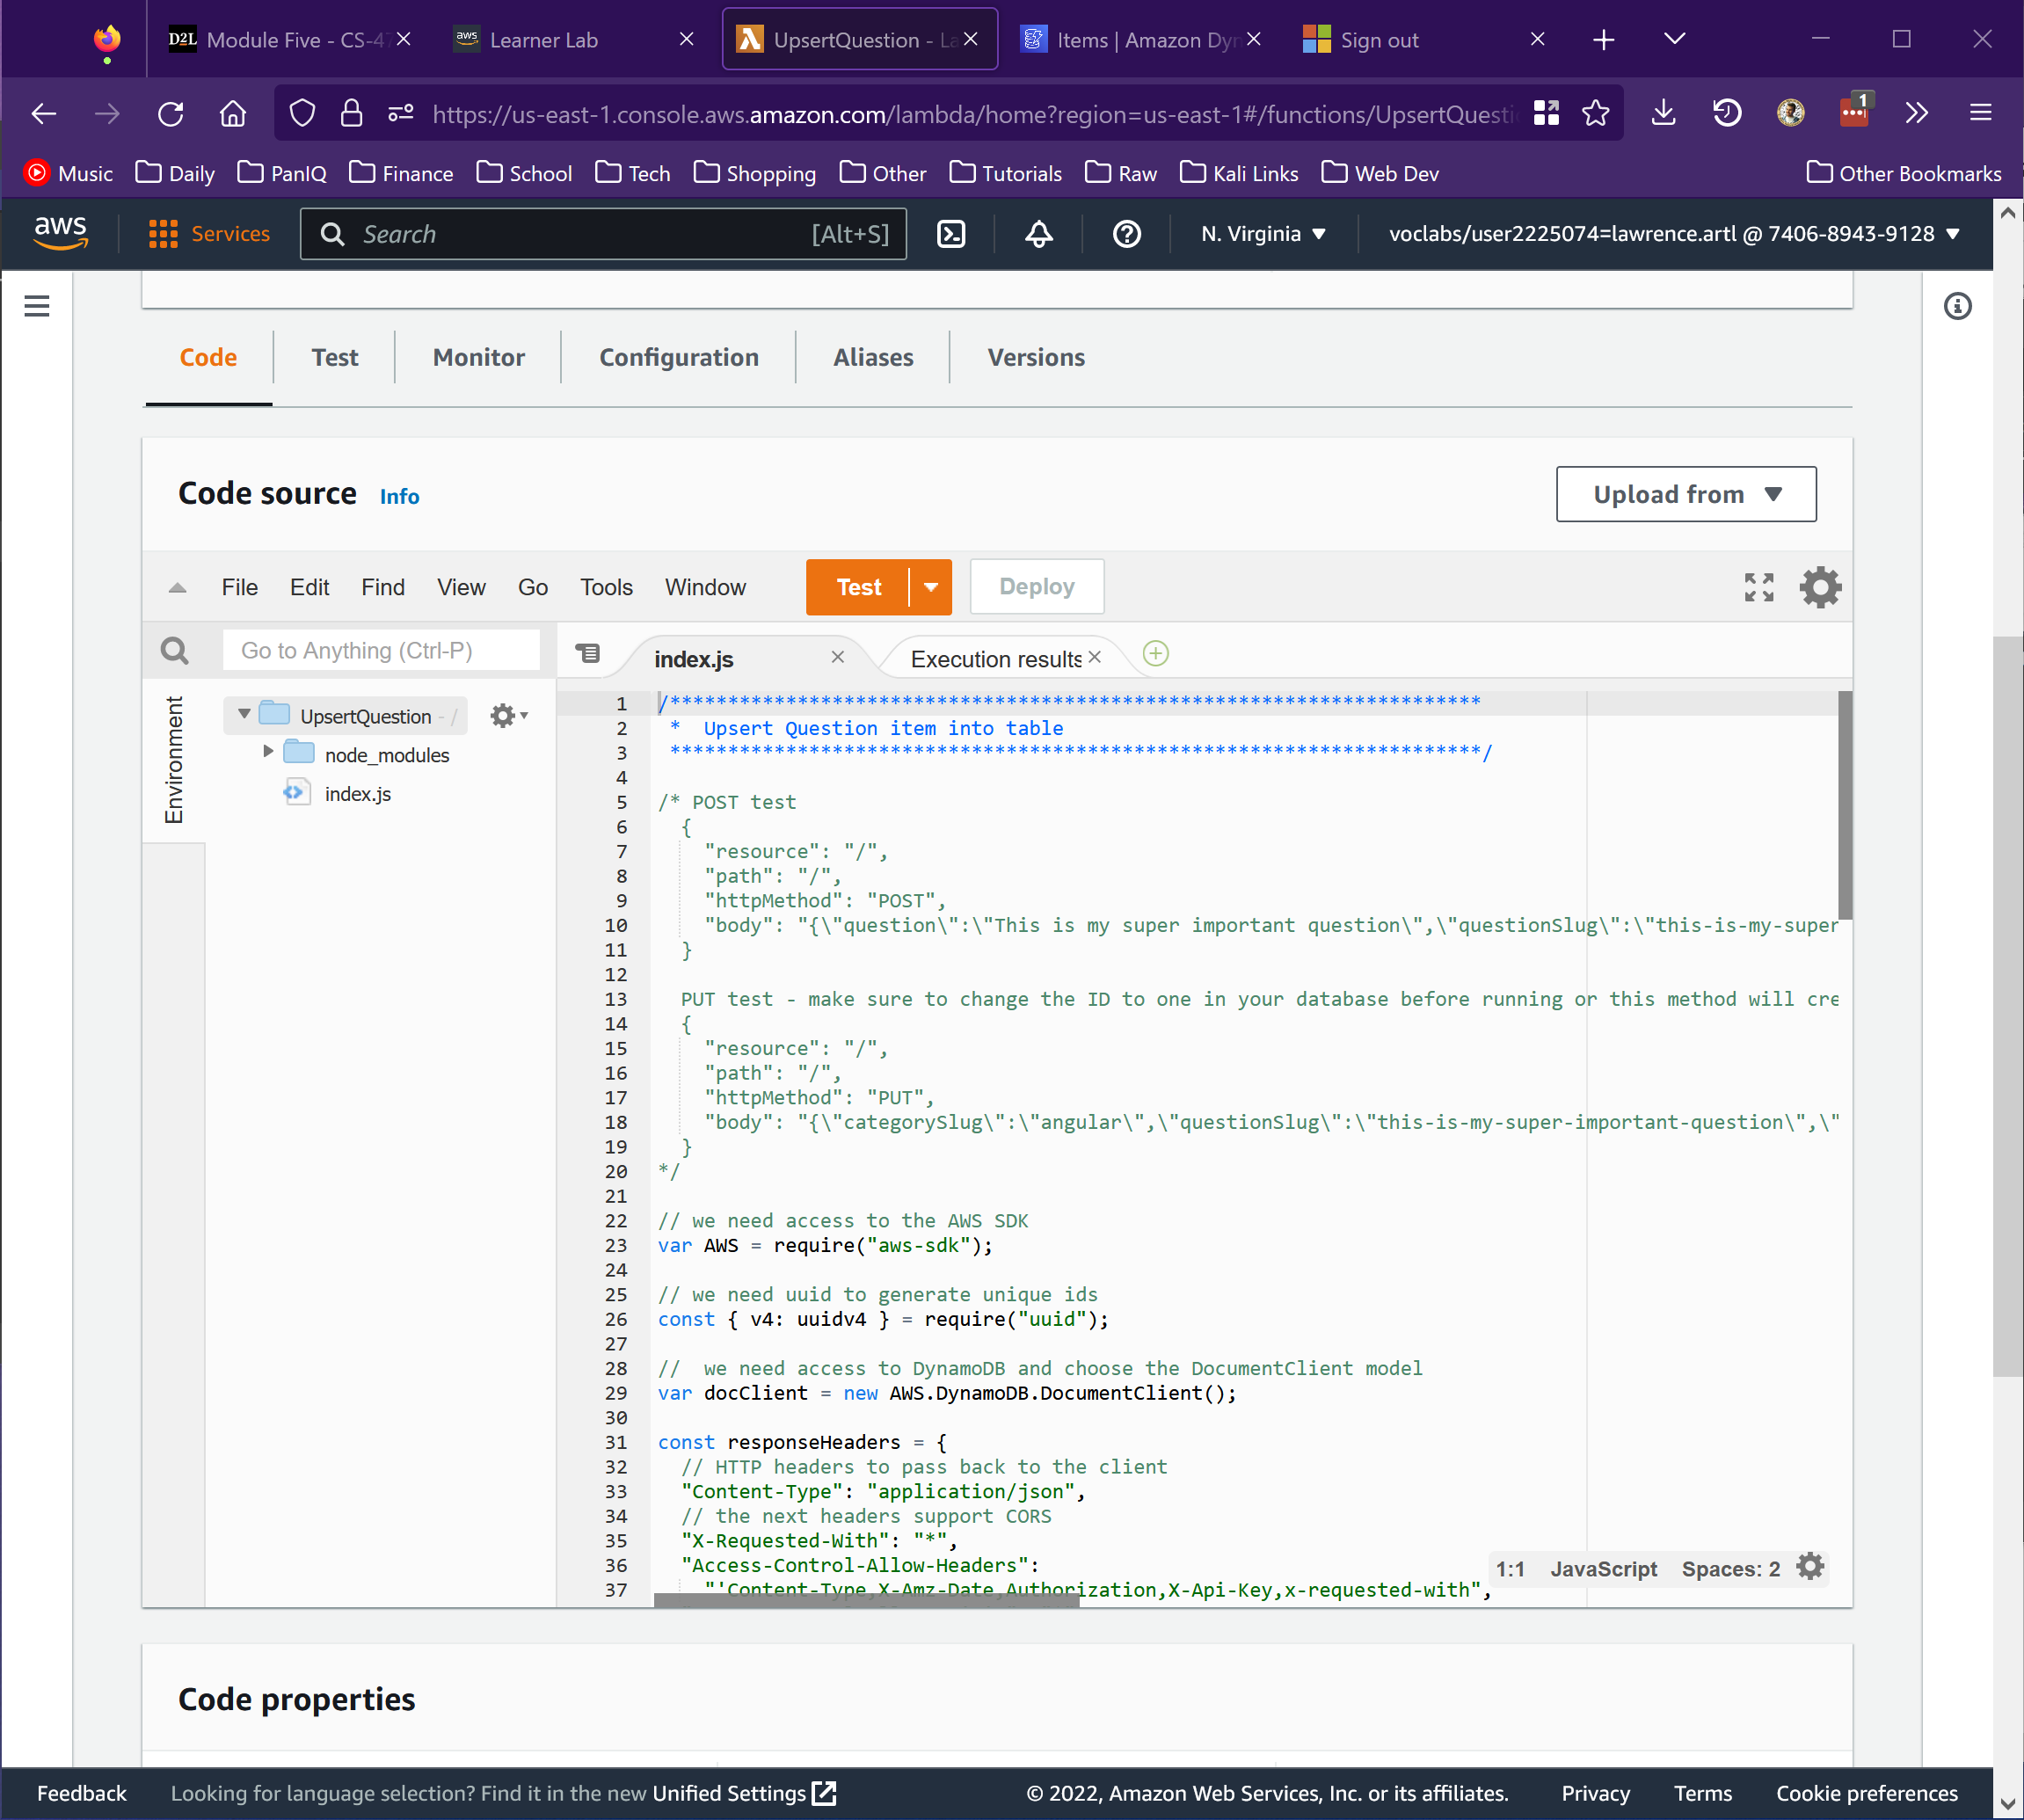 D2L Module Five - CS-47
aws Learner Lab
UpsertQuestion - La
Items | Amazon Dyn
Sign out
https://us-east-1.console.aws.amazon.com/lambda/home?region=us-east-1#/functions/UpsertQuesti
1
Music Daily PanIQ Finance School Tech Shopping Other Tutorials Raw Kali Links Web Dev Other Bookmarks
aws Services Search [Alt+S] N. Virginia voclabs/user2225074=lawrence.artl @ 7406-8943-9128
Code Test Monitor Configuration Aliases Versions
Code source Info Upload from
File Edit Find View Go Tools Window Test Deploy
Go to Anything (Ctrl-P) index.js Execution results
Environment
UpsertQuestion - /
node_modules
index.js
1 /**********************************************************************
2 *  Upsert Question item into table
3 **********************************************************************/
4
5 /* POST test
6 {
7 "resource": "/",
8 "path": "/",
9 "httpMethod": "POST",
10 "body": "{\"question\":\"This is my super important question\",\"questionSlug\":\"this-is-my-super
11 }
12
13 PUT test - make sure to change the ID to one in your database before running or this method will cre
14 {
15 "resource": "/",
16 "path": "/",
17 "httpMethod": "PUT",
18 "body": "{\"categorySlug\":\"angular\",\"questionSlug\":\"this-is-my-super-important-question\",\"
19 }
20 */
21
22 // we need access to the AWS SDK
23 var AWS = require("aws-sdk");
24
25 // we need uuid to generate unique ids
26 const { v4: uuidv4 } = require("uuid");
27
28 //  we need access to DynamoDB and choose the DocumentClient model
29 var docClient = new AWS.DynamoDB.DocumentClient();
30
31 const responseHeaders = {
32 // HTTP headers to pass back to the client
33 "Content-Type": "application/json",
34 // the next headers support CORS
35 "X-Requested-With": "*",
36 "Access-Control-Allow-Headers":
37 "'Content-Type,X-Amz-Date,Authorization,X-Api-Key,x-requested-with",
1:1 JavaScript Spaces: 2
Code properties
Feedback Looking for language selection? Find it in the new Unified Settings © 2022, Amazon Web Services, Inc. or its affiliates. Privacy Terms Cookie preferences